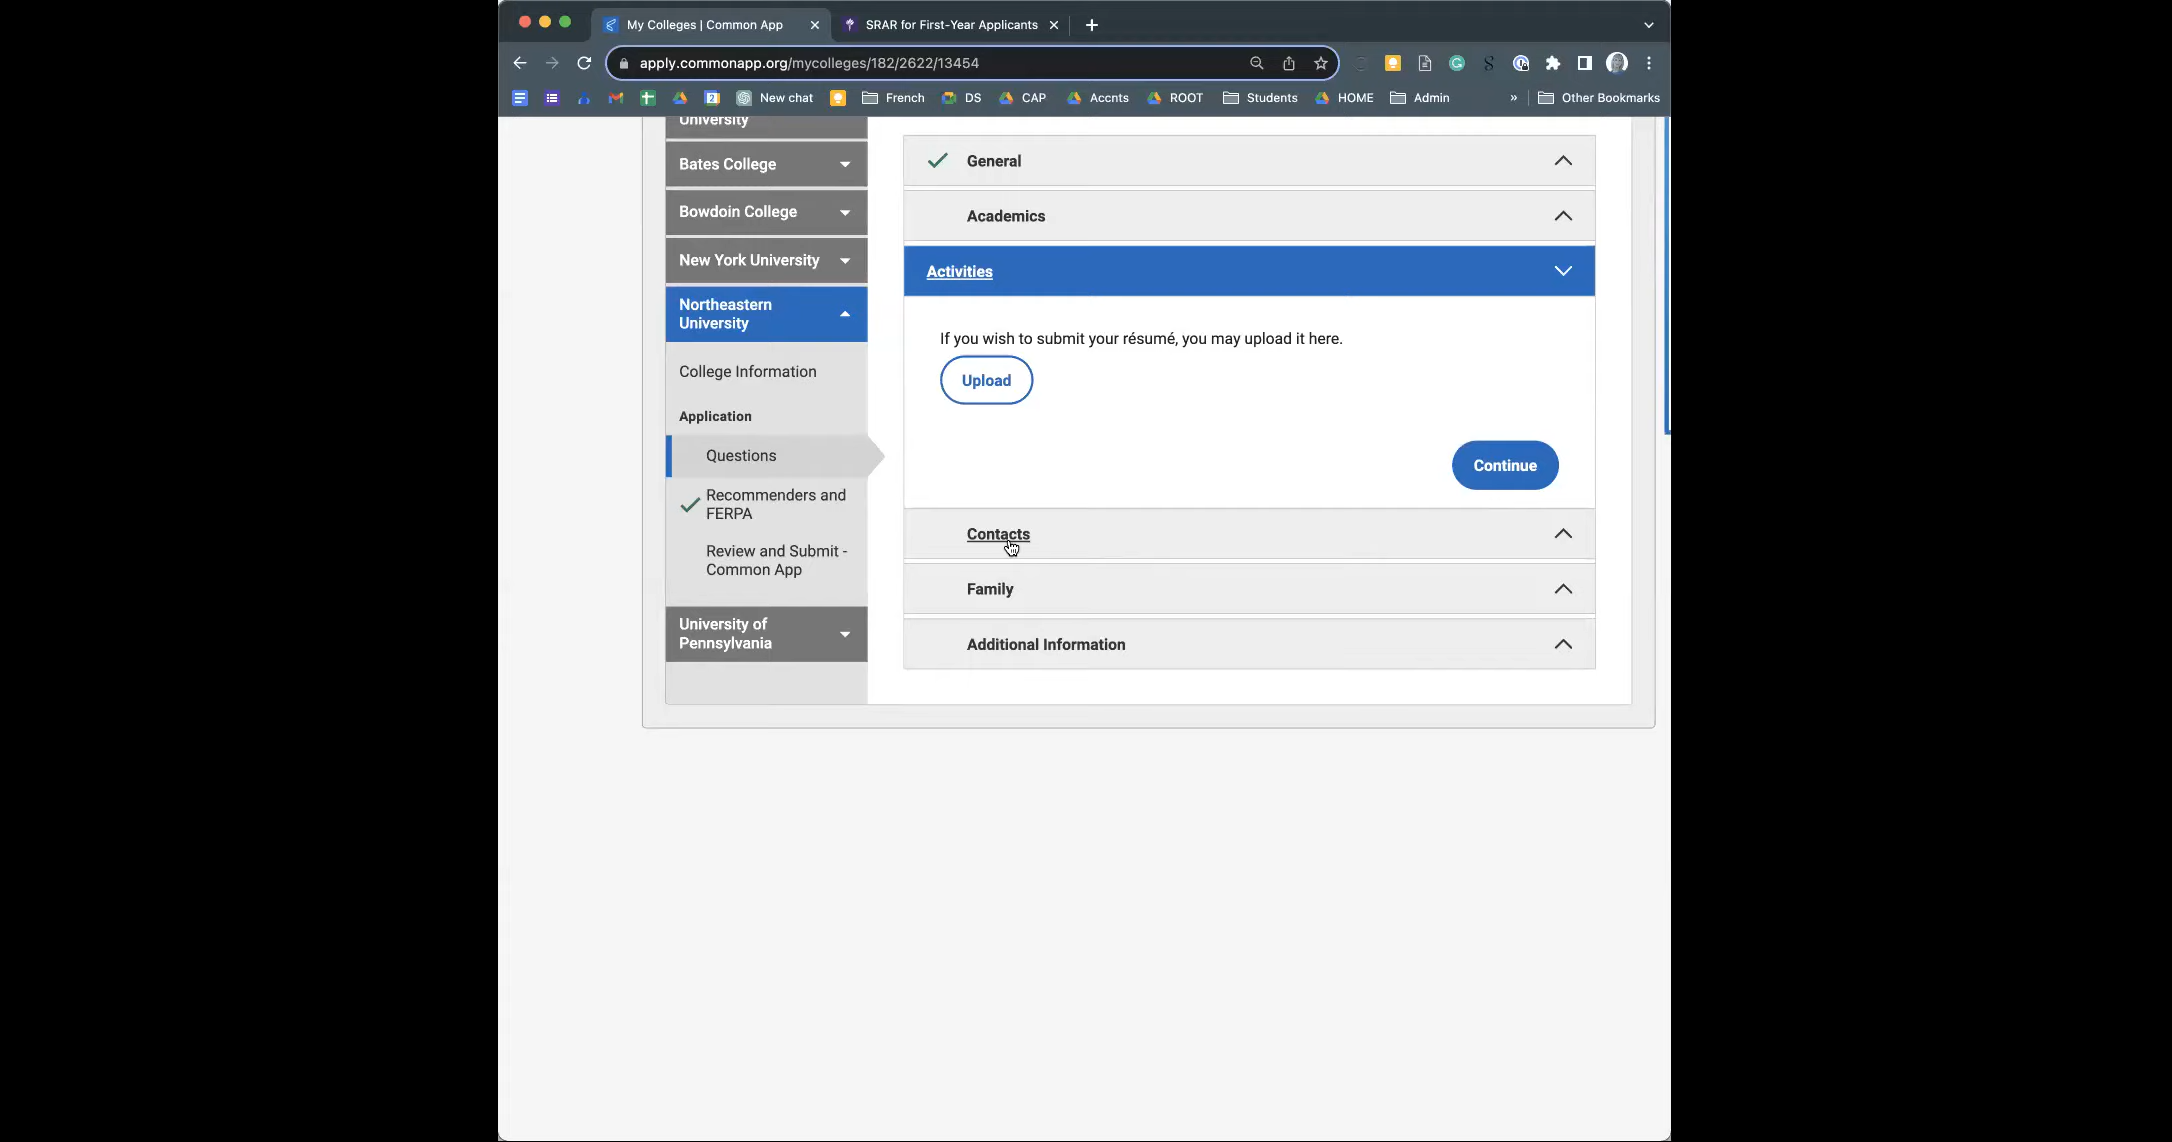 My Colleges | Common App
SRAR for First-Year Applicants
apply.commonapp.org/mycolleges/182/2622/13454
New chat
French
DS
CAP
Accnts
ROOT
Students
HOME
Admin
»
Other Bookmarks
University
Bates College
Bowdoin College
New York University
Northeastern
University
College Information
Application
Questions
Recommenders and
FERPA
Review and Submit -
Common App
University of
Pennsylvania
General
Academics
Activities
If you wish to submit your résumé, you may upload it here.
Upload
Continue
Contacts
Family
Additional Information